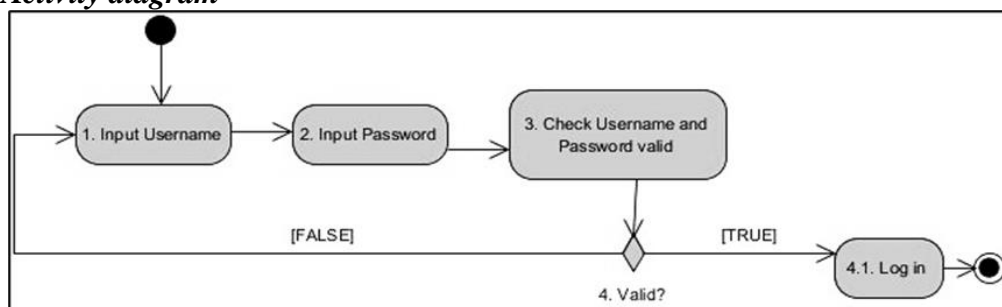 Activity diagram
1. Input Username
2. Input Password
3. Check Username and
Password valid
[FALSE]
[TRUE]
4.1. Log in
4. Valid?